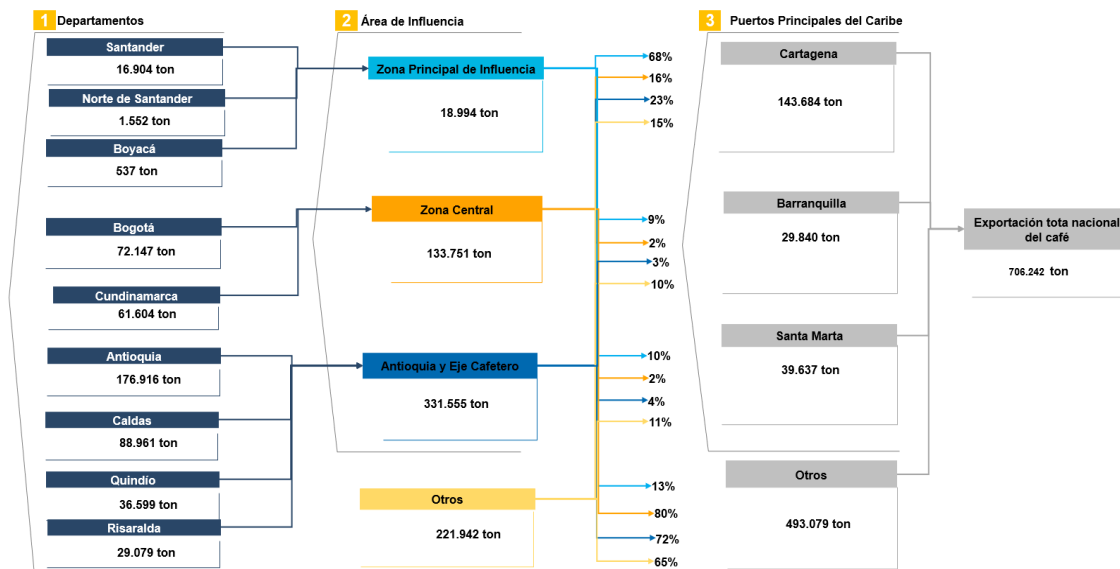 1 Departamentos
Santander
16.904 ton
Norte de Santander
1.552 ton
Boyacá
537 ton
Bogotá
72.147 ton
Cundinamarca
61.604 ton
Antioquia
176.916 ton
Caldas
88.961 ton
Quindío
36.599 ton
Risaralda
29.079 ton
2 Área de Influencia
Zona Principal de Influencia
18.994 ton
Zona Central
133.751 ton
Antioquia y Eje Cafetero
331.555 ton
Otros
221.942 ton
68%
16%
23%
15%
9%
2%
3%
10%
10%
2%
4%
11%
13%
80%
72%
65%
3 Puertos Principales del Caribe
Cartagena
143.684 ton
Barranquilla
29.840 ton
Santa Marta
39.637 ton
Otros
493.079 ton
Exportación tota nacional
del café
706.242 ton